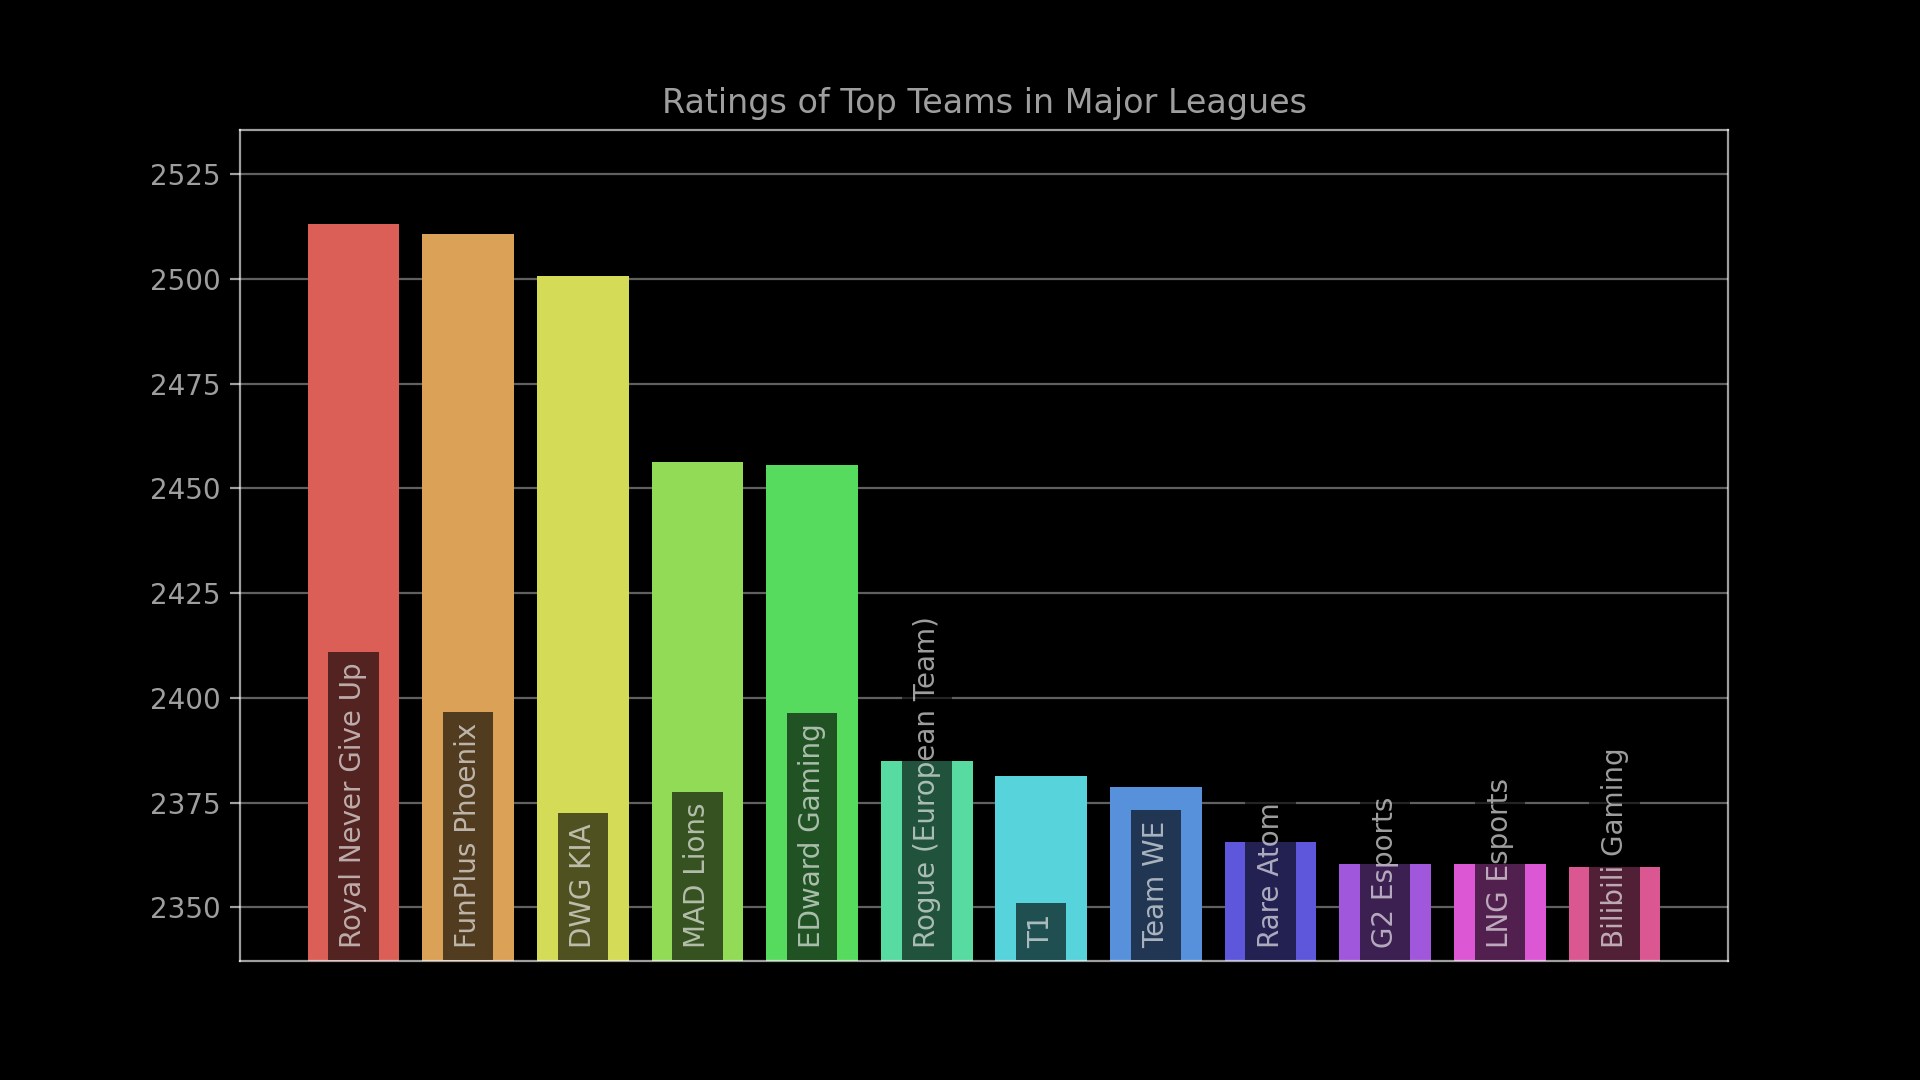 Ratings of Top Teams in Major Leagues
2525
2500
2475
2450
2425
2400
2375
2350
Royal Never Give Up
FunPlus Phoenix
DWG KIA
MAD Lions
EDward Gaming
Rogue (European Team)
T1
Team WE
Rare Atom
G2 Esports
LNG Esports
Bilibili Gaming